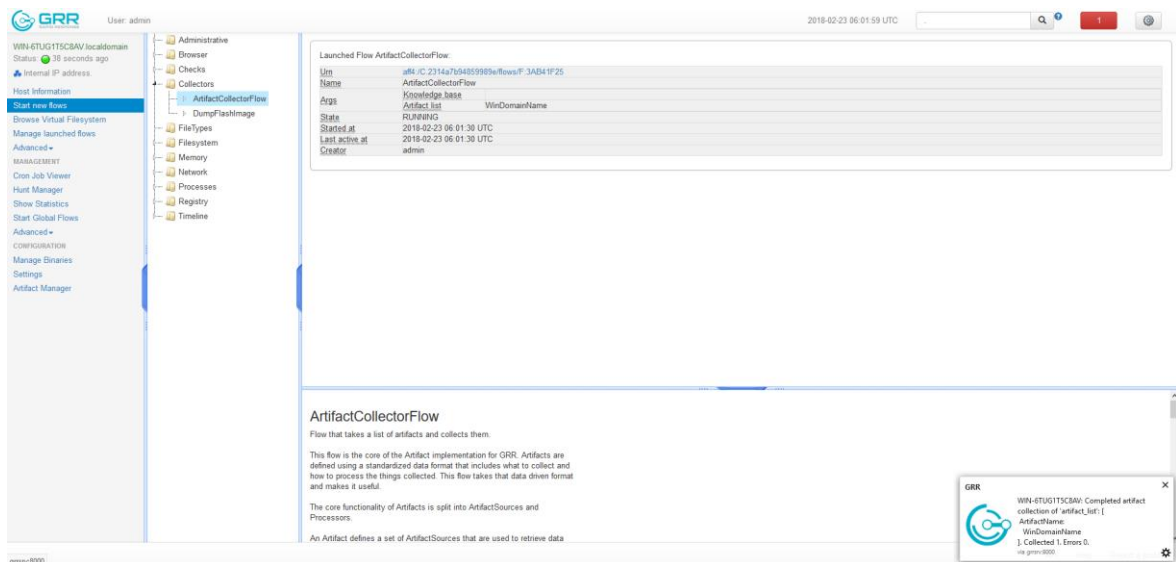 GRR
User: admin
2018-02-23 06:01:59 UTC
1
WIN-6TUG1T5C8AV.localdomain
Status: 38 seconds ago
Internal IP address.
Host Information
Start new flows
Browse Virtual Filesystem
Manage launched flows
Advanced
MANAGEMENT
Cron Job Viewer
Hunt Manager
Show Statistics
Start Global Flows
Advanced
CONFIGURATION
Manage Binaries
Settings
Artifact Manager
Administrative
Browser
Checks
Collectors
ArtifactCollectorFlow
DumpFlashImage
FileTypes
Filesystem
Memory
Network
Processes
Registry
Timeline
Launched Flow ArtifactCollectorFlow:
Urn aff4:/C.2314a7b94859989e/flows/F:3AB41F25
Name ArtifactCollectorFlow
Args Knowledge base
Artifact list WinDomainName
State RUNNING
Started at 2018-02-23 06:01:30 UTC
Last active at 2018-02-23 06:01:30 UTC
Creator admin
ArtifactCollectorFlow
Flow that takes a list of artifacts and collects them.
This flow is the core of the Artifact implementation for GRR. Artifacts are
defined using a standardized data format that includes what to collect and
how to process the things collected. This flow takes that data driven format
and makes it useful.
The core functionality of Artifacts is split into ArtifactSources and
Processors.
An Artifact defines a set of ArtifactSources that are used to retrieve data
GRR
WIN-6TUG1T5C8AV: Completed artifact
collection of 'artifact_list': [
ArtifactName:
WinDomainName
]. Collected 1. Errors 0.